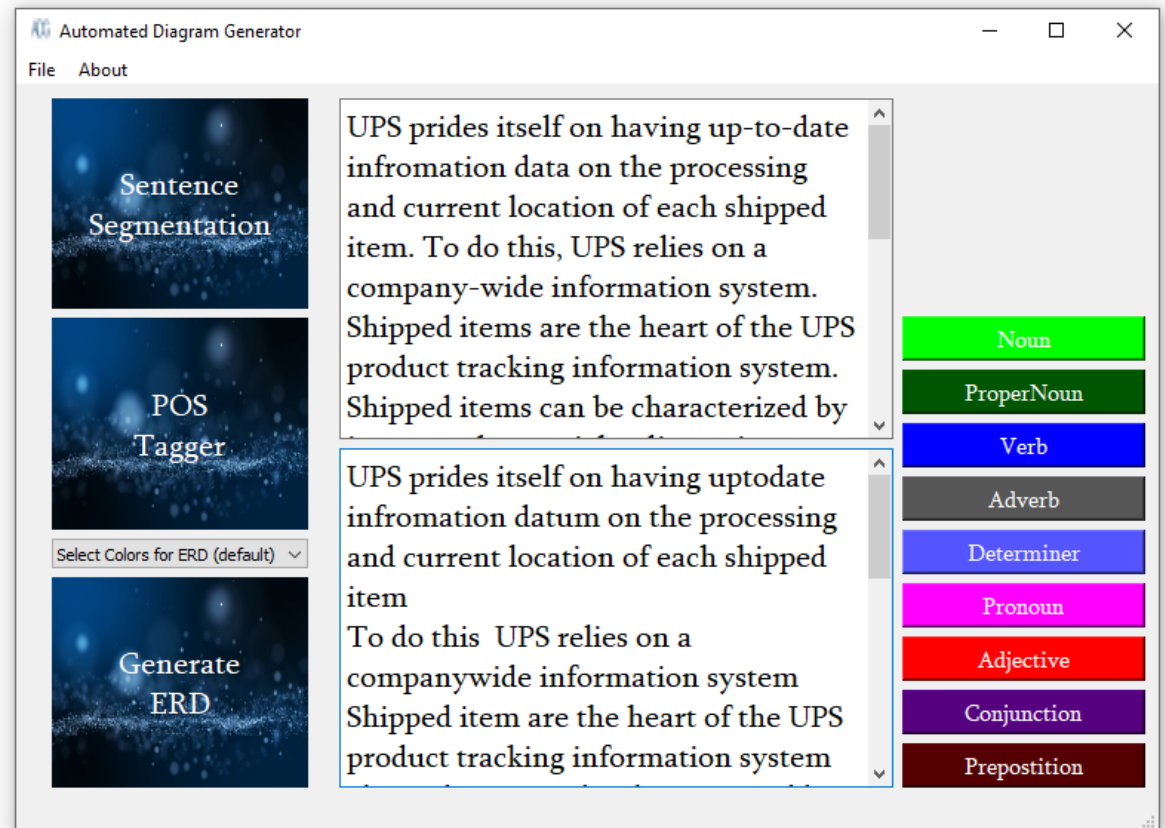 Automated Diagram Generator
File About
Sentence
Segmentation
POS
Tagger
Select Colors for ERD (default)
Generate
ERD
UPS prides itself on having up-to-date
infromation data on the processing
and current location of each shipped
item. To do this, UPS relies on a
company-wide information system.
Shipped items are the heart of the UPS
product tracking information system.
Shipped items can be characterized by
UPS prides itself on having uptodate
infromation datum on the processing
and current location of each shipped
item
To do this  UPS relies on a
companywide information system
Shipped item are the heart of the UPS
product tracking information system
Noun
ProperNoun
Verb
Adverb
Determiner
Pronoun
Adjective
Conjunction
Prepostition